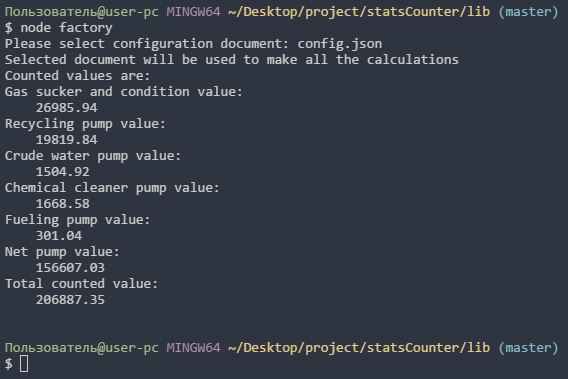 Пользователь@user-pc MINGW64 ~/Desktop/project/statsCounter/lib (master)
$ node factory
Please select configuration document: config.json
Selected document will be used to make all the calculations
Counted values are:
Gas sucker and condition value:
26985.94
Recycling pump value:
19819.84
Crude water pump value:
1504.92
Chemical cleaner pump value:
1668.58
Fueling pump value:
301.04
Net pump value:
156607.03
Total counted value:
206887.35
Пользователь@user-pc MINGW64 ~/Desktop/project/statsCounter/lib (master)
$